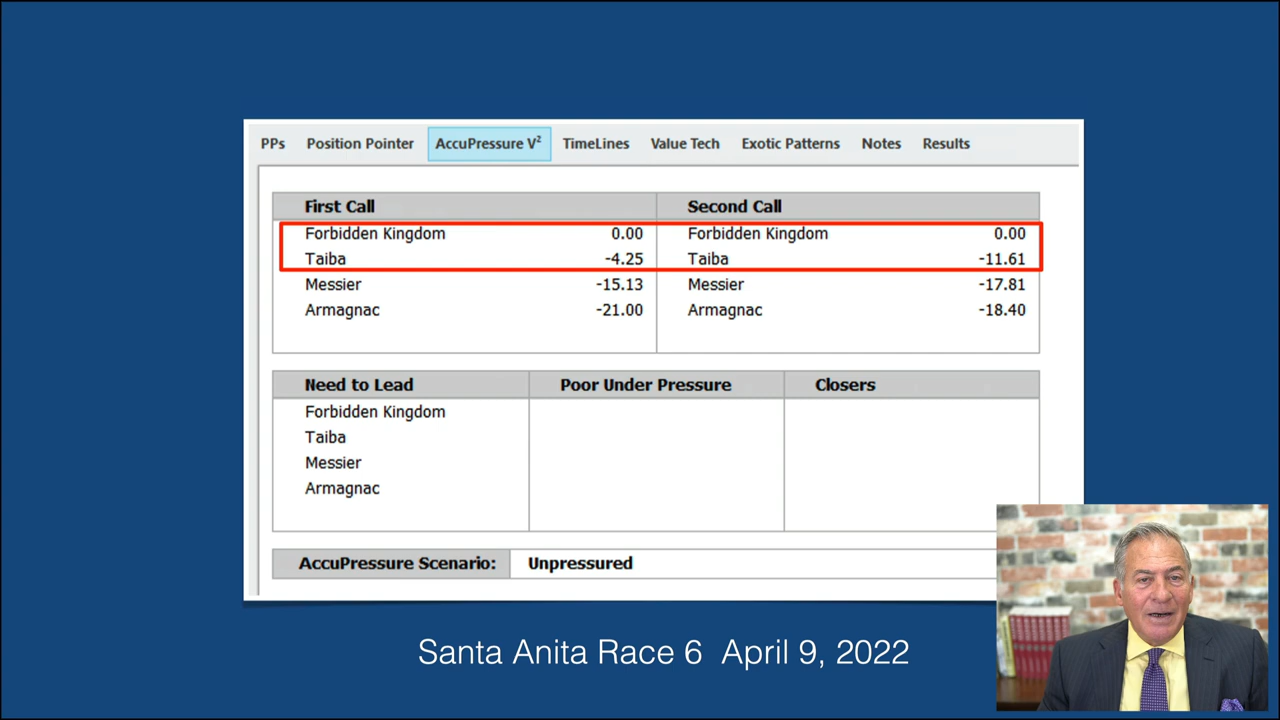 PPs Position Pointer AccuPressure V² TimeLines Value Tech Exotic Patterns Notes Results
First Call Second Call
Forbidden Kingdom 0.00 Forbidden Kingdom 0.00
Taiba -4.25 Taiba -11.61
Messier -15.13 Messier -17.81
Armagnac -21.00 Armagnac -18.40
Need to Lead Poor Under Pressure Closers
Forbidden Kingdom
Taiba
Messier
Armagnac
AccuPressure Scenario: Unpressured
Santa Anita Race 6 April 9, 2022